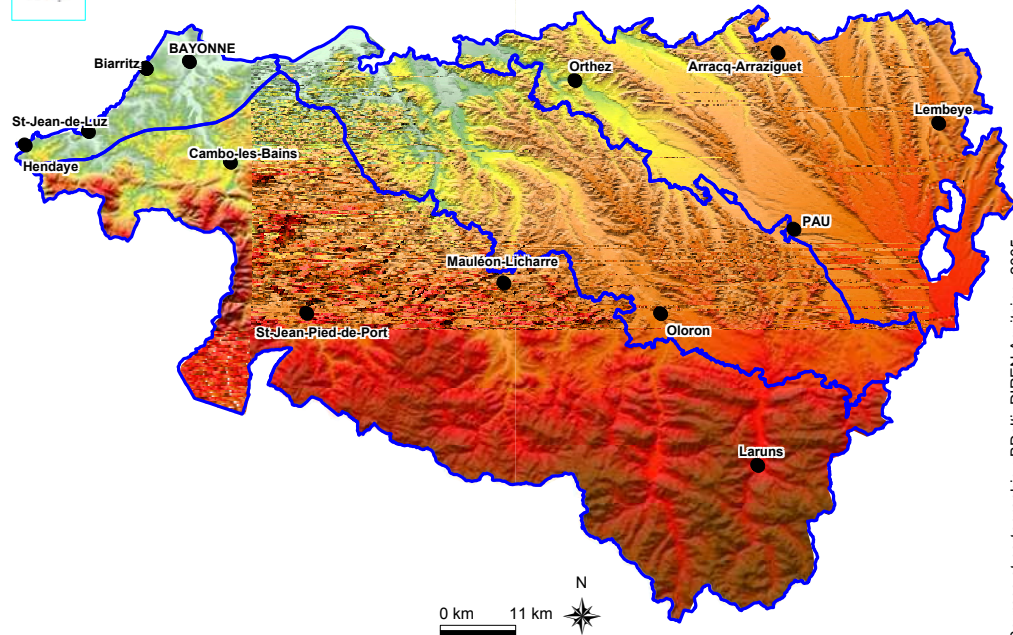 BAYONNE
Biarritz
Orthez
Arracq-Arraziguet
Lembeye
St-Jean-de-Luz
Hendaye
Cambo-les-Bains
PAU
Mauléon-Licharre
St-Jean-Pied-de-Port
Oloron
Laruns
N
0 km 11 km